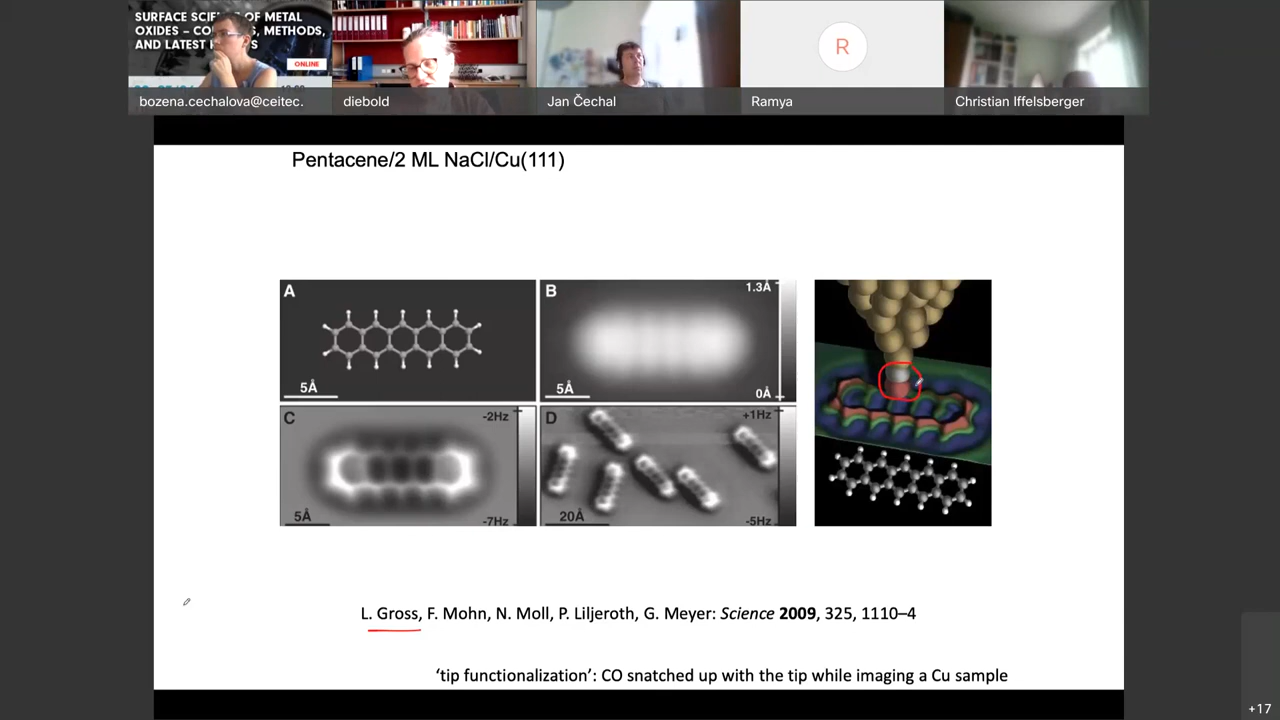 SURFACE SCIENCE OF METAL
OXIDES – METHODS,
AND LATEST
ONLINE
bozena.cechalova@ceitec.
diebold
Jan Čechal
R
Ramya
Christian Iffelsberger
Pentacene/2 ML NaCl/Cu(111)
A
5Å
B
1.3Å
5Å
0Å
C
-2Hz
5Å
-7Hz
D
+1Hz
20Å
-5Hz
L. Gross, F. Mohn, N. Moll, P. Liljeroth, G. Meyer: Science 2009, 325, 1110–4
‘tip functionalization’: CO snatched up with the tip while imaging a Cu sample
+17